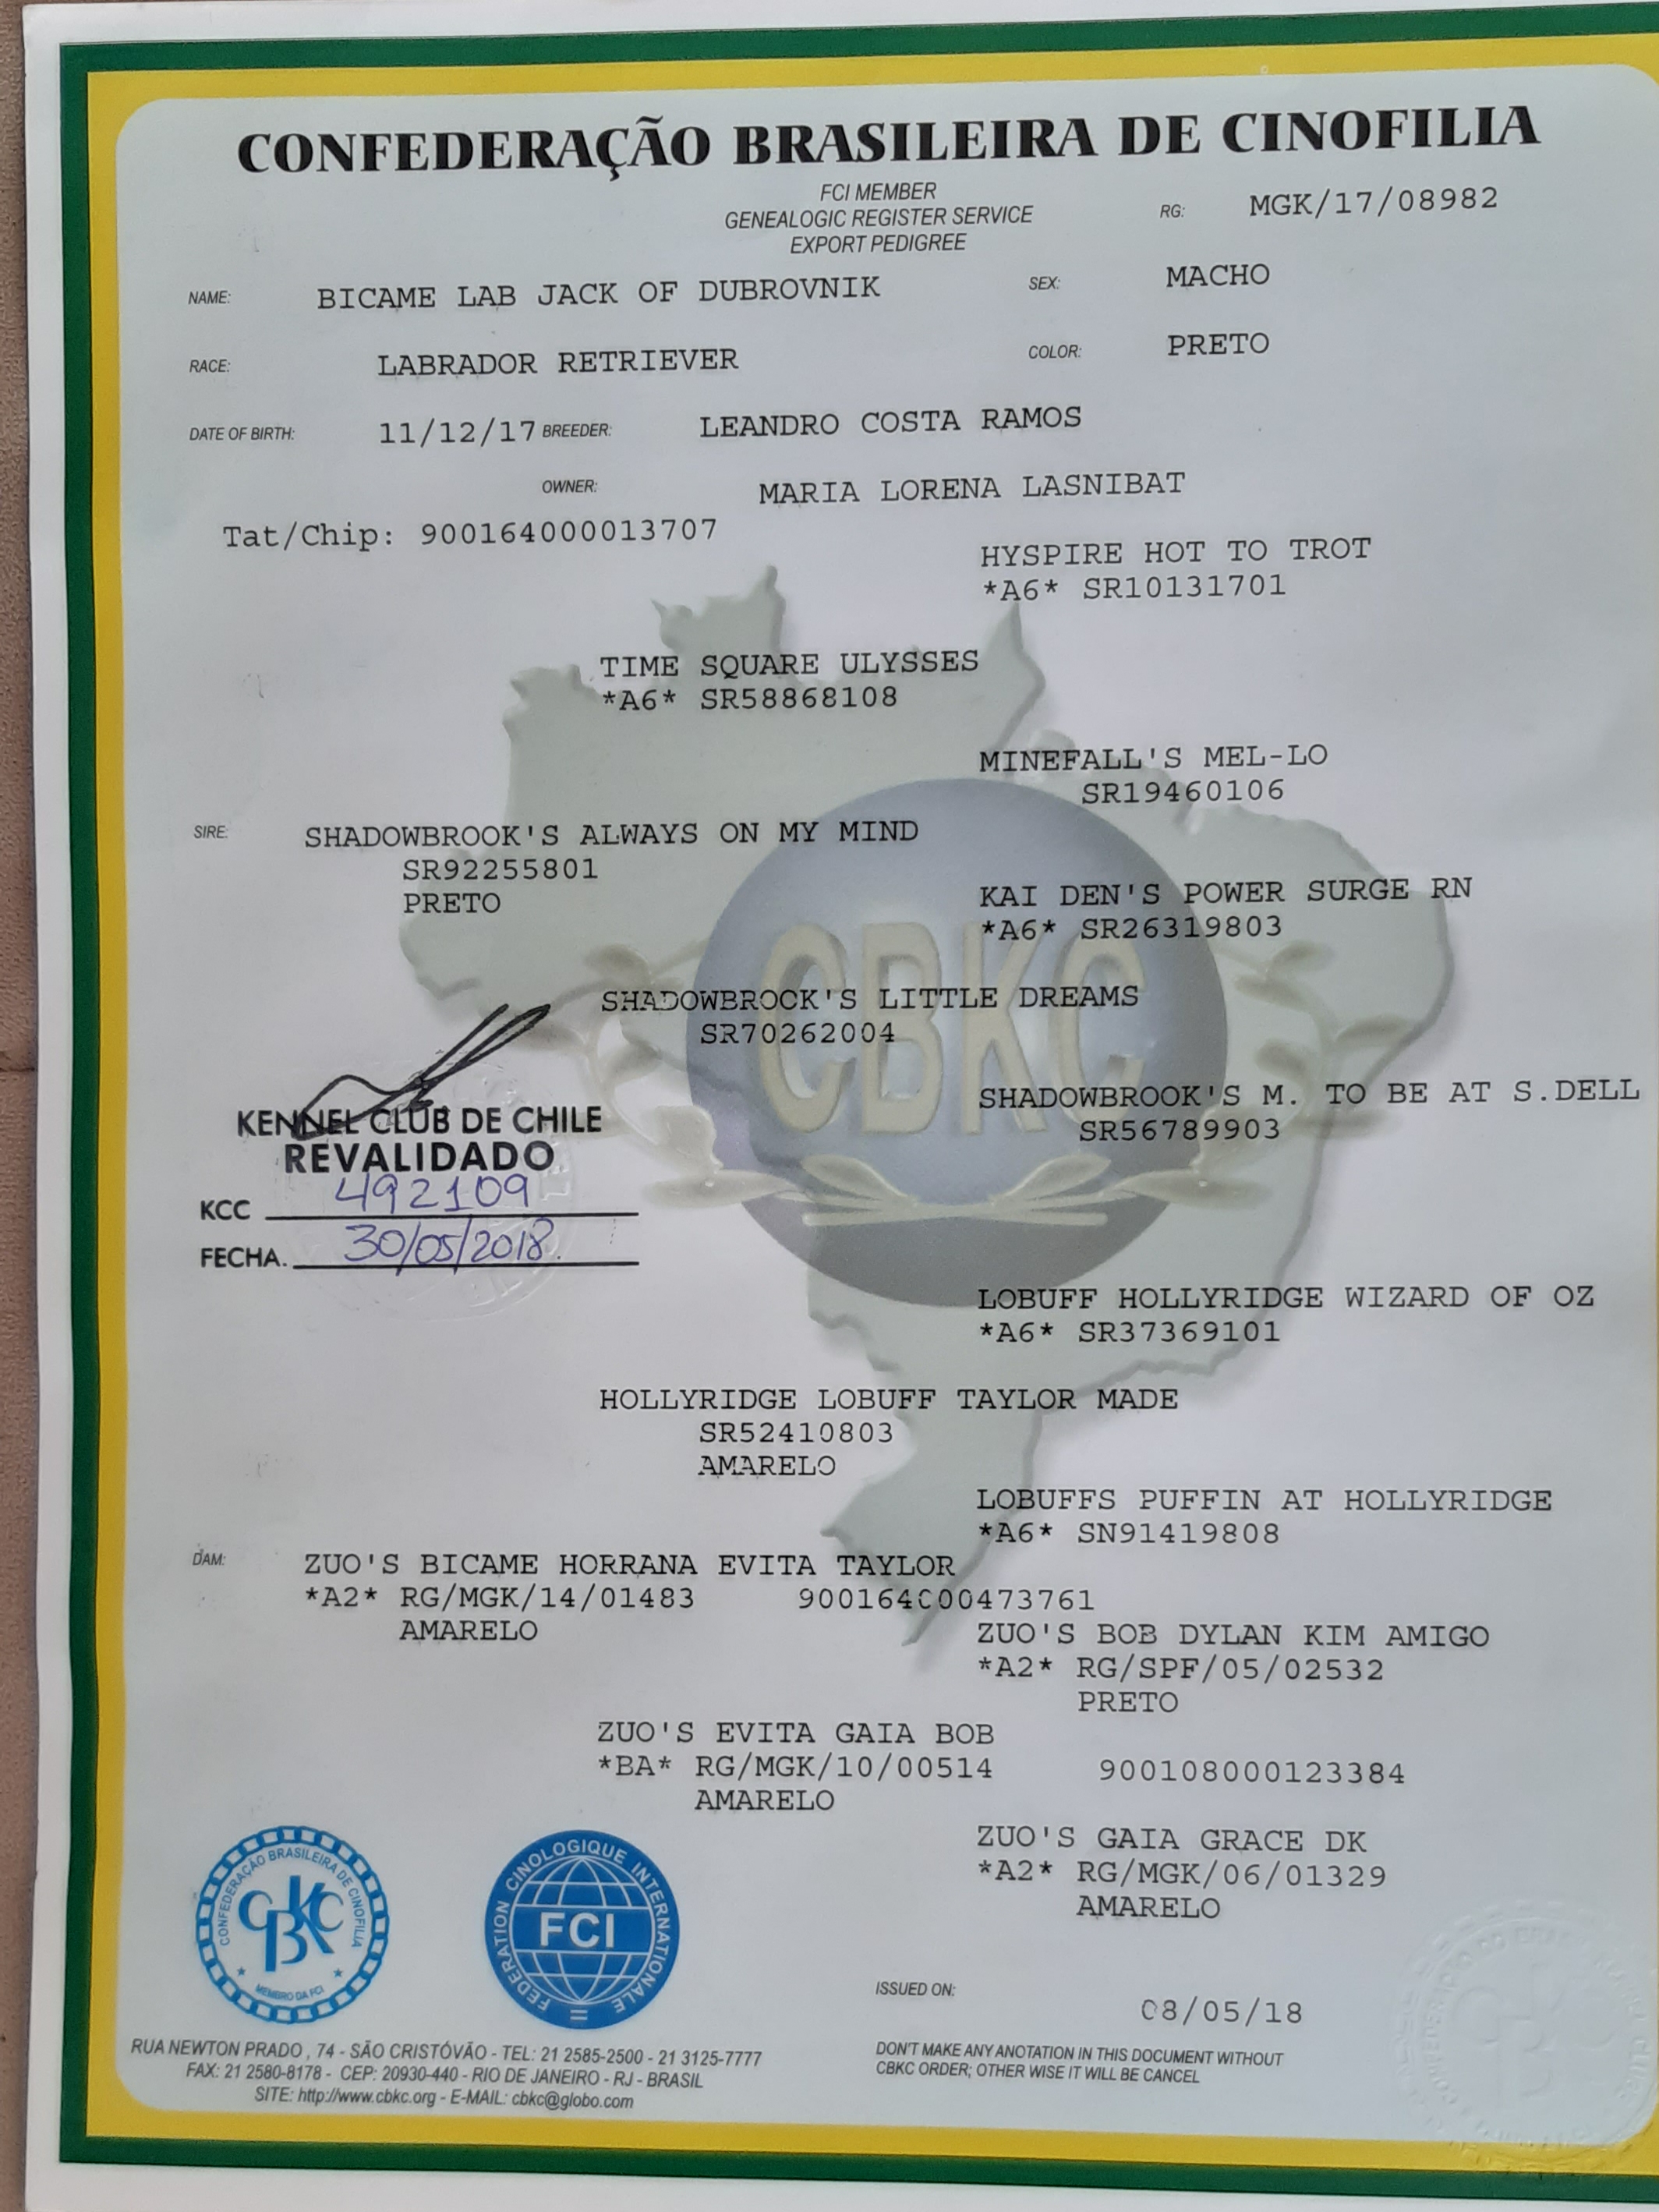 CONFEDERAÇÃO BRASILEIRA DE CINOFILIA
FCI MEMBER
GENEALOGIC REGISTER SERVICE
EXPORT PEDIGREE
RG: MGK/17/08982
NAME: BICAME LAB JACK OF DUBROVNIK SEX: MACHO
RACE: LABRADOR RETRIEVER COLOR: PRETO
DATE OF BIRTH: 11/12/17 BREEDER: LEANDRO COSTA RAMOS
OWNER: MARIA LORENA LASNIBAT
Tat/Chip: 900164000013707
HYSPIRE HOT TO TROT
*A6* SR10131701
TIME SQUARE ULYSSES
*A6* SR58868108
MINEFALL'S MEL-LO
SR19460106
SIRE: SHADOWBROOK'S ALWAYS ON MY MIND
SR92255801
PRETO
KAI DEN'S POWER SURGE RN
*A6* SR26319803
CBKC
SHADOWBROCK'S LITTLE DREAMS
SR70262004
SHADOWBROOK'S M. TO BE AT S.DELL
SR56789903
KENNEL CLUB DE CHILE
REVALIDADO
KCC 492109
FECHA. 30/05/2018.
LOBUFF HOLLYRIDGE WIZARD OF OZ
*A6* SR37369101
HOLLYRIDGE LOBUFF TAYLOR MADE
SR52410803
AMARELO
LOBUFFS PUFFIN AT HOLLYRIDGE
*A6* SN91419808
DAM: ZUO'S BICAME HORRANA EVITA TAYLOR
*A2* RG/MGK/14/01483 900164000473761
AMARELO
ZUO'S BOB DYLAN KIM AMIGO
*A2* RG/SPF/05/02532
PRETO
ZUO'S EVITA GAIA BOB
*BA* RG/MGK/10/00514 900108000123384
AMARELO
ZUO'S GAIA GRACE DK
*A2* RG/MGK/06/01329
AMARELO
CONFEDERAÇÃO BRASILEIRA DE CINOFILIA
CBKC
MEMBRO DA FCI
FEDERATION CINOLOGIQUE INTERNATIONALE
FCI
ISSUED ON: 08/05/18
RUA NEWTON PRADO , 74 - SÃO CRISTÓVÃO - TEL: 21 2585-2500 - 21 3125-7777
FAX: 21 2580-8178 - CEP: 20930-440 - RIO DE JANEIRO - RJ - BRASIL
SITE: http://www.cbkc.org - E-MAIL: cbkc@globo.com
DON'T MAKE ANY ANOTATION IN THIS DOCUMENT WITHOUT
CBKC ORDER; OTHER WISE IT WILL BE CANCEL